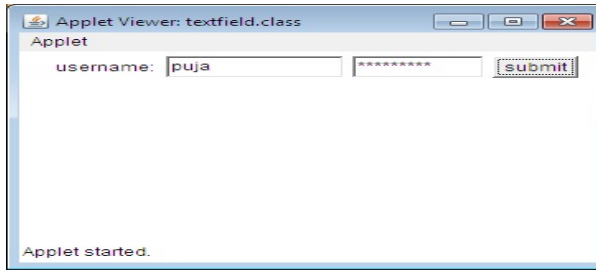 Applet Viewer: textfield.class
Applet
username: puja ********* submit
Applet started.